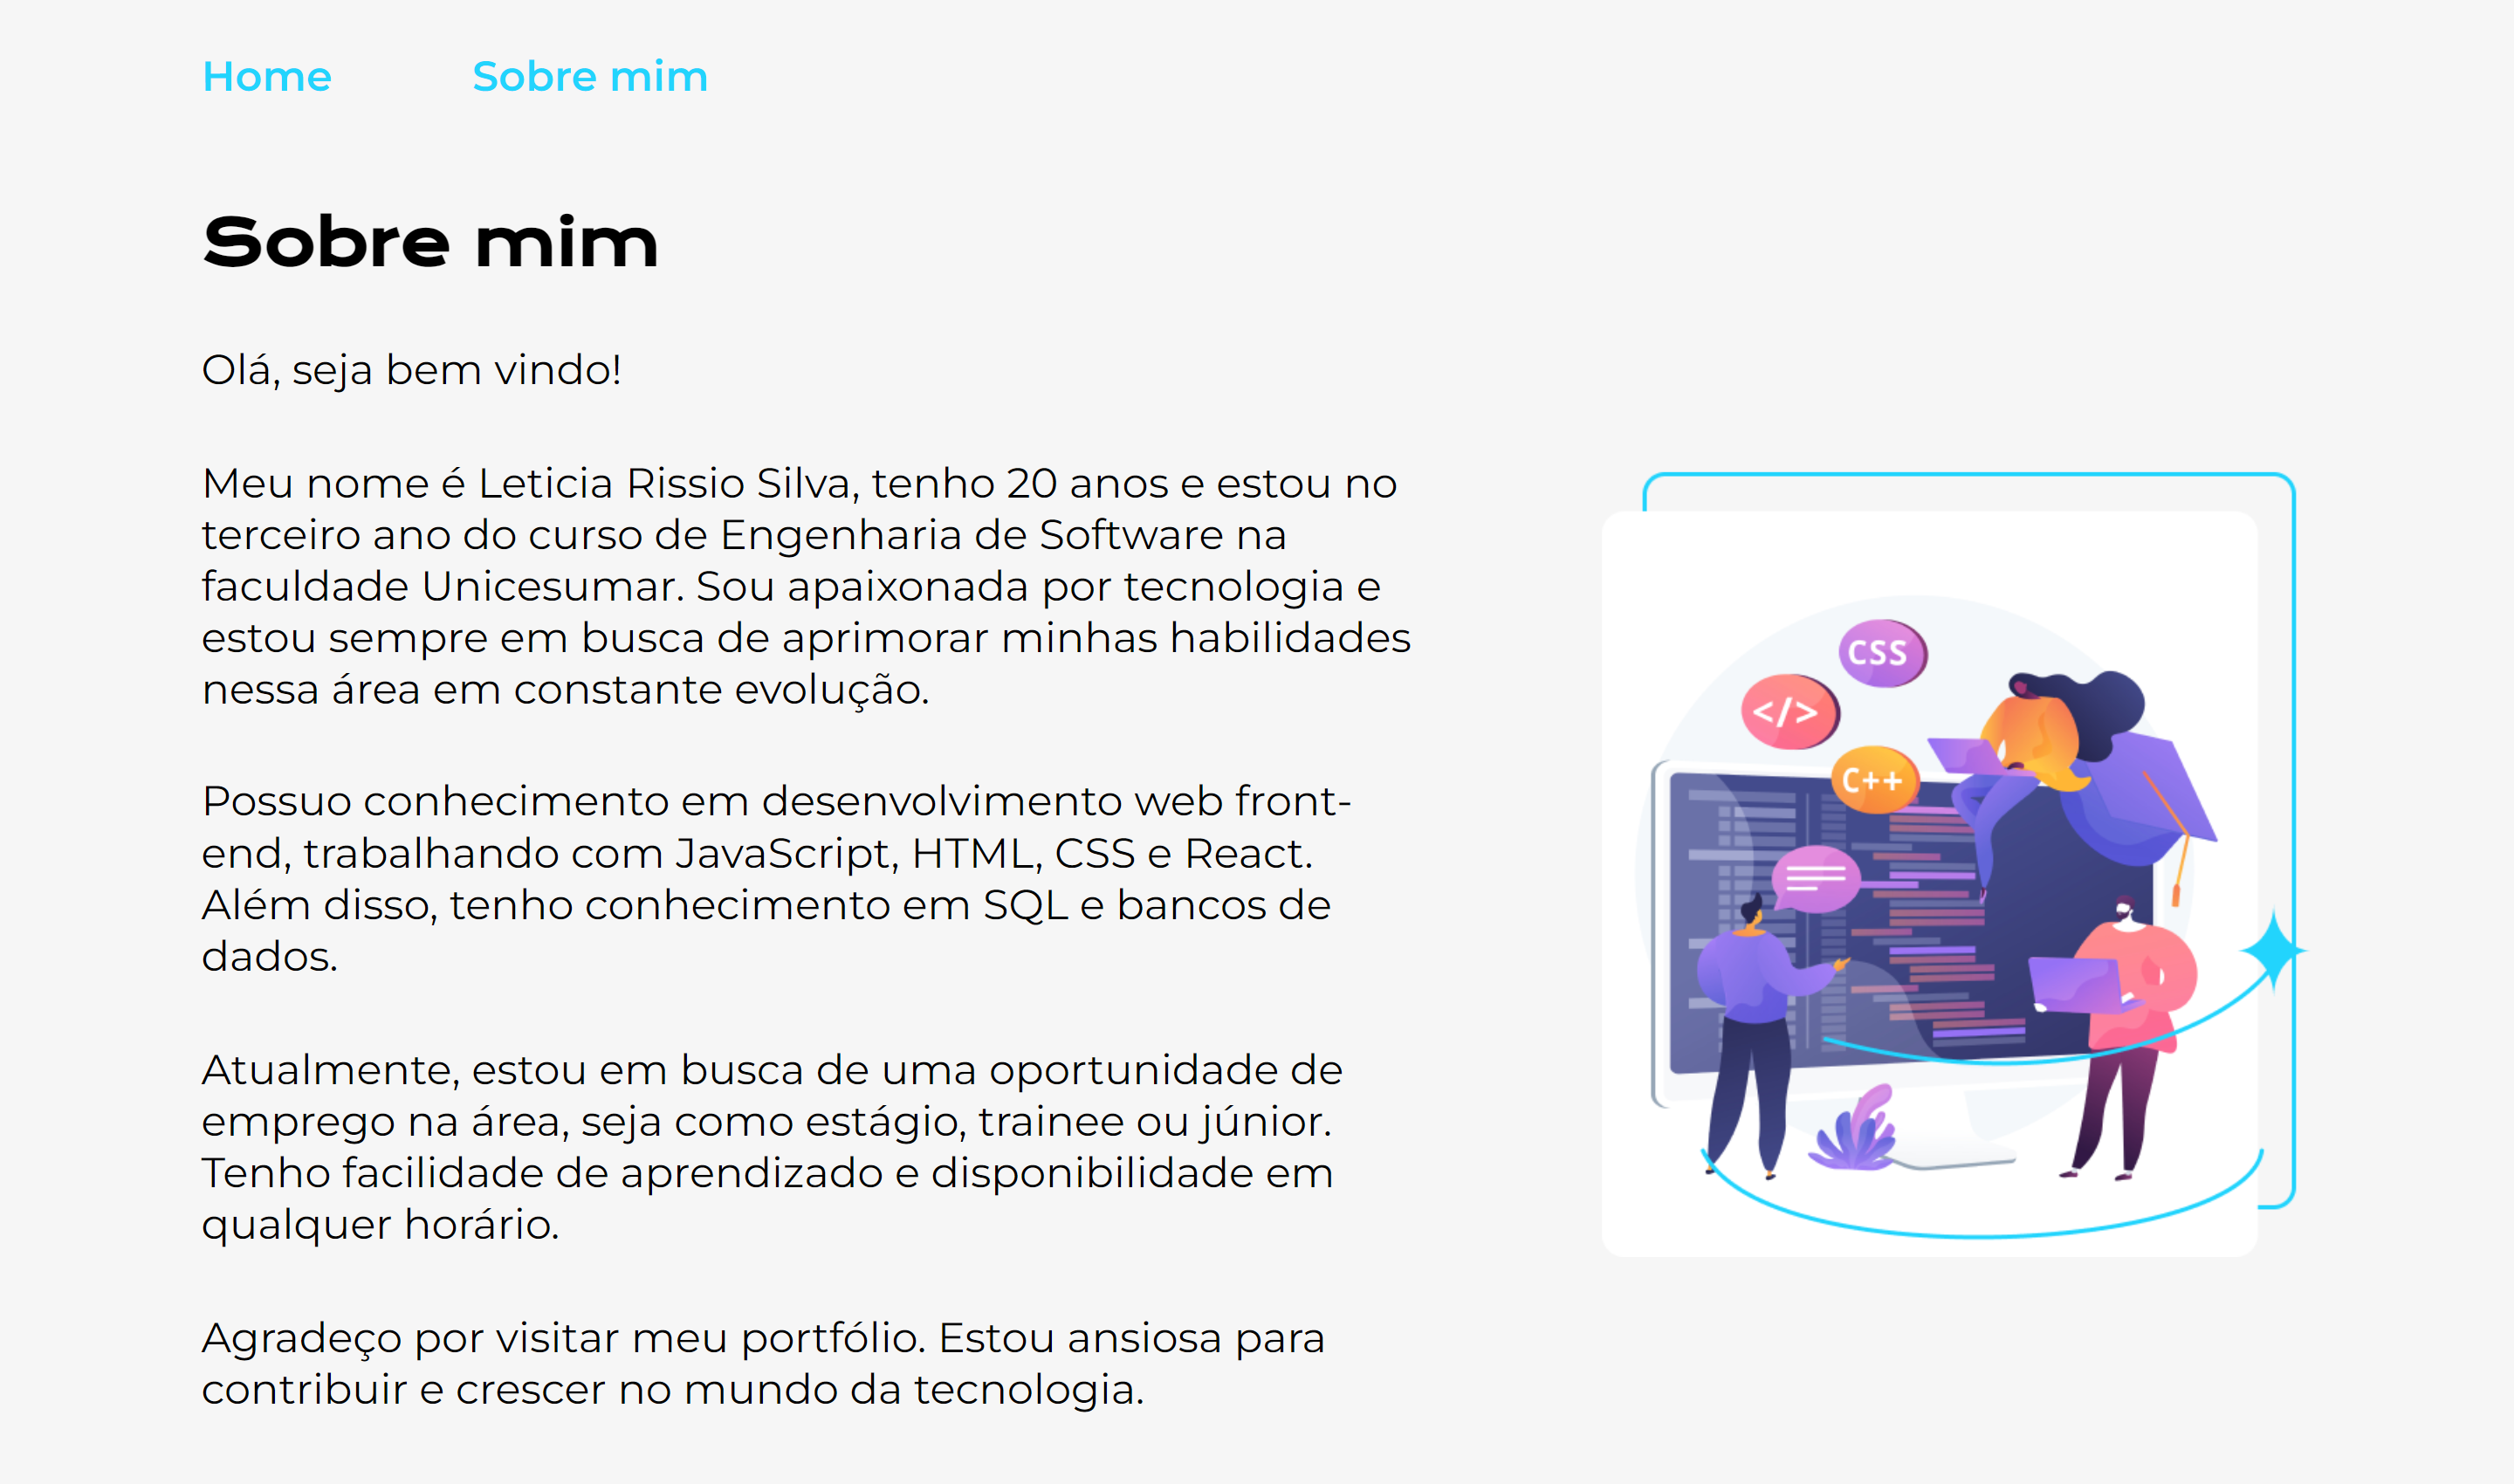 Home Sobre mim
Sobre mim
Olá, seja bem vindo!
Meu nome é Leticia Rissio Silva, tenho 20 anos e estou no
terceiro ano do curso de Engenharia de Software na
faculdade Unicesumar. Sou apaixonada por tecnologia e
estou sempre em busca de aprimorar minhas habilidades
nessa área em constante evolução.
Possuo conhecimento em desenvolvimento web front-
end, trabalhando com JavaScript, HTML, CSS e React.
Além disso, tenho conhecimento em SQL e bancos de
dados.
Atualmente, estou em busca de uma oportunidade de
emprego na área, seja como estágio, trainee ou júnior.
Tenho facilidade de aprendizado e disponibilidade em
qualquer horário.
Agradeço por visitar meu portfólio. Estou ansiosa para
contribuir e crescer no mundo da tecnologia.
CSS
</>
C++